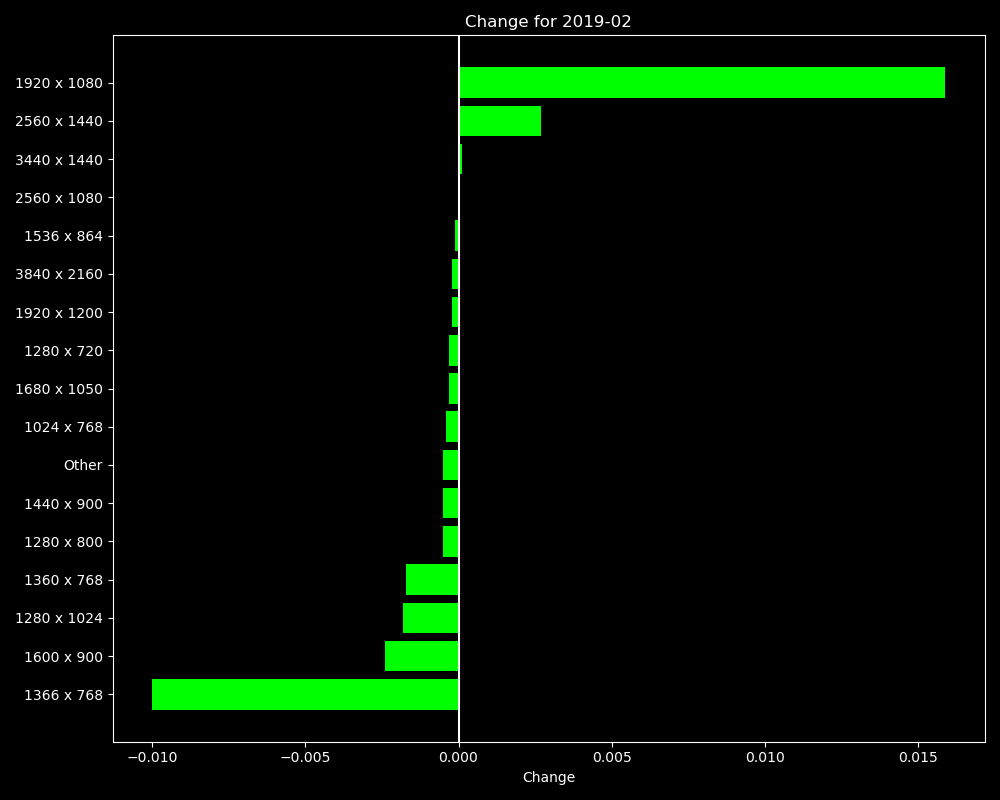 Change for 2019-02
1920 x 1080
2560 x 1440
3440 x 1440
2560 x 1080
1536 x 864
3840 x 2160
1920 x 1200
1280 x 720
1680 x 1050
1024 x 768
Other
1440 x 900
1280 x 800
1360 x 768
1280 x 1024
1600 x 900
1366 x 768
−0.010 −0.005 0.000 0.005 0.010 0.015
Change